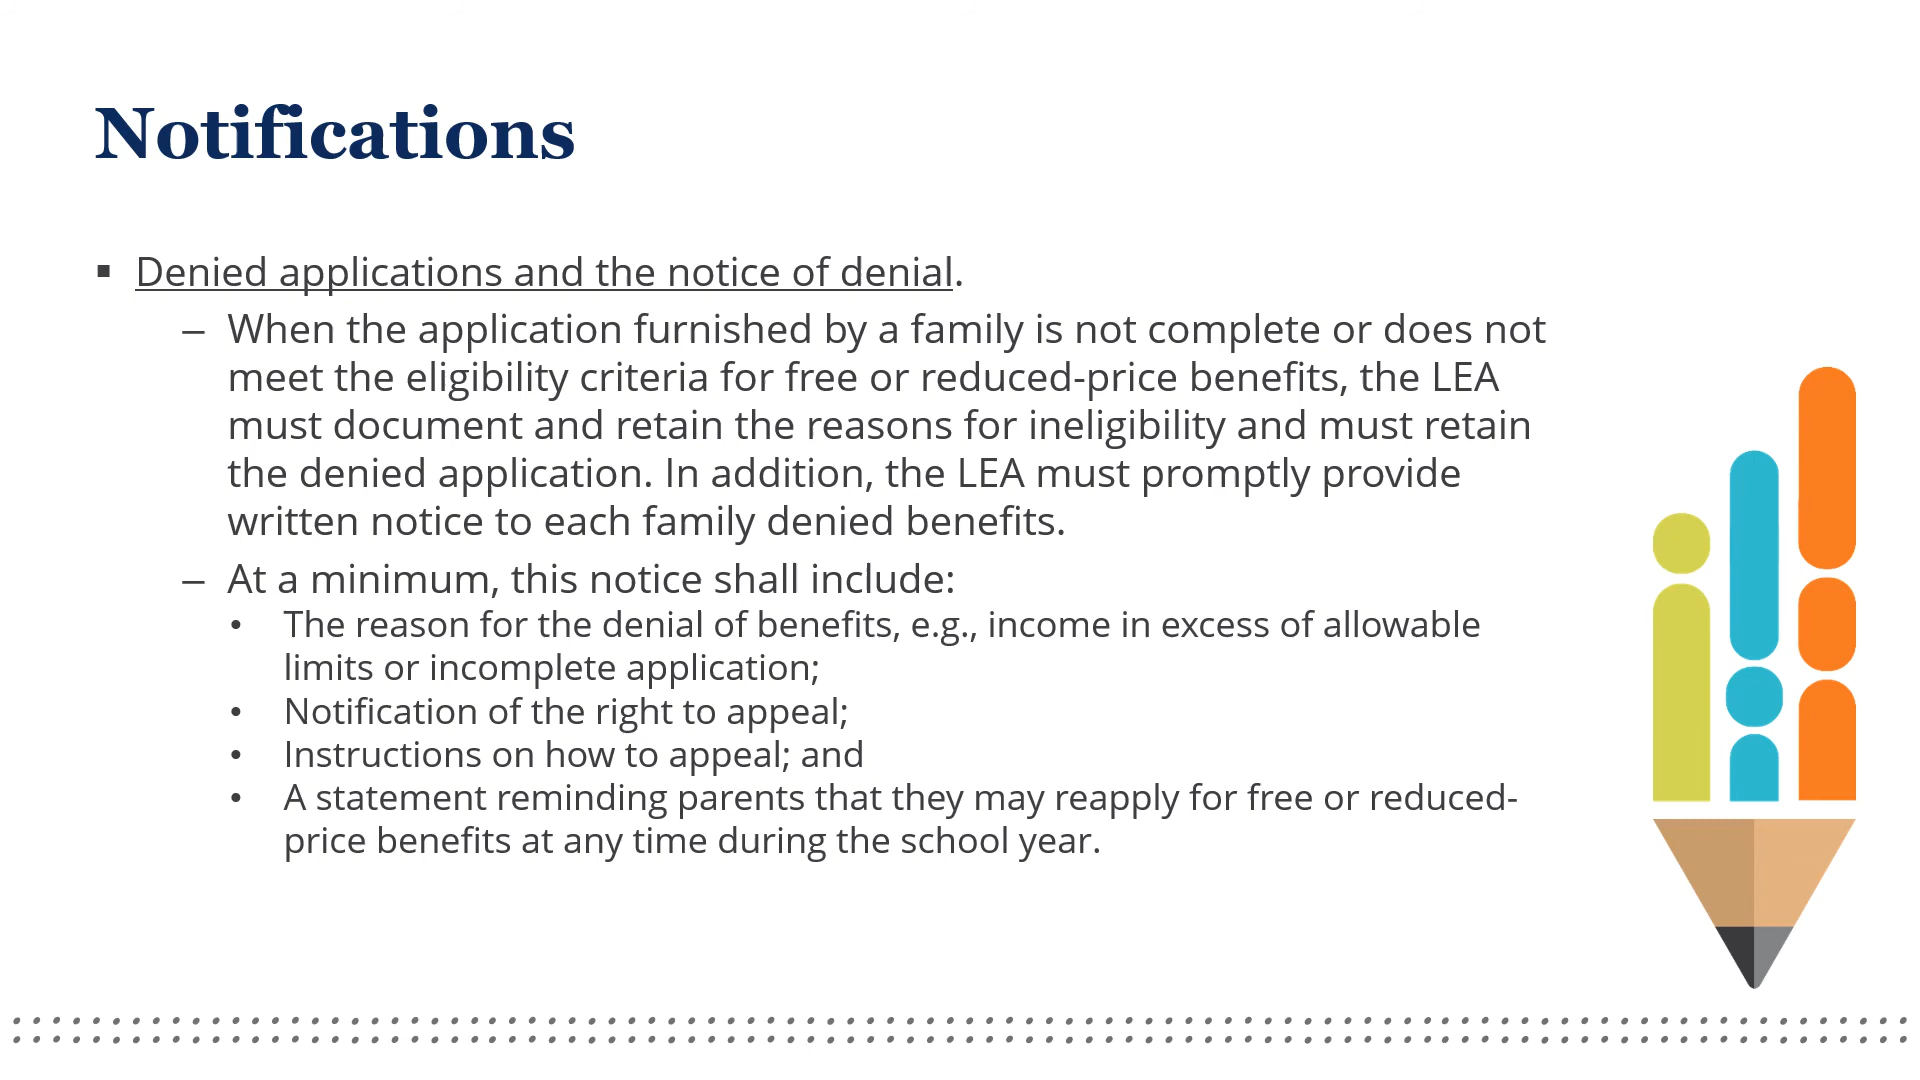 Notifications
▪ Denied applications and the notice of denial.
– When the application furnished by a family is not complete or does not
meet the eligibility criteria for free or reduced-price benefits, the LEA
must document and retain the reasons for ineligibility and must retain
the denied application. In addition, the LEA must promptly provide
written notice to each family denied benefits.
– At a minimum, this notice shall include:
• The reason for the denial of benefits, e.g., income in excess of allowable
limits or incomplete application;
• Notification of the right to appeal;
• Instructions on how to appeal; and
• A statement reminding parents that they may reapply for free or reduced-
price benefits at any time during the school year.